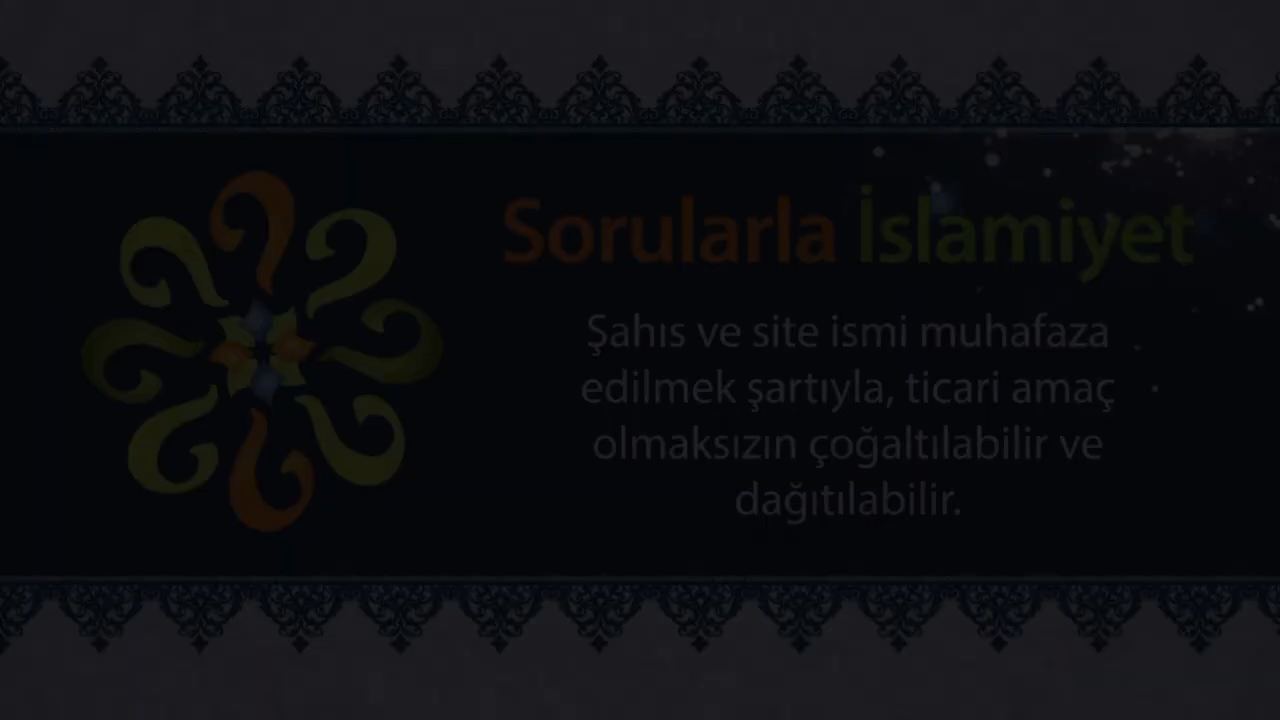 Sorularla İslamiyet
Şahıs ve site ismi muhafaza
edilmek şartıyla, ticari amaç
olmaksızın çoğaltılabilir ve
dağıtılabilir.